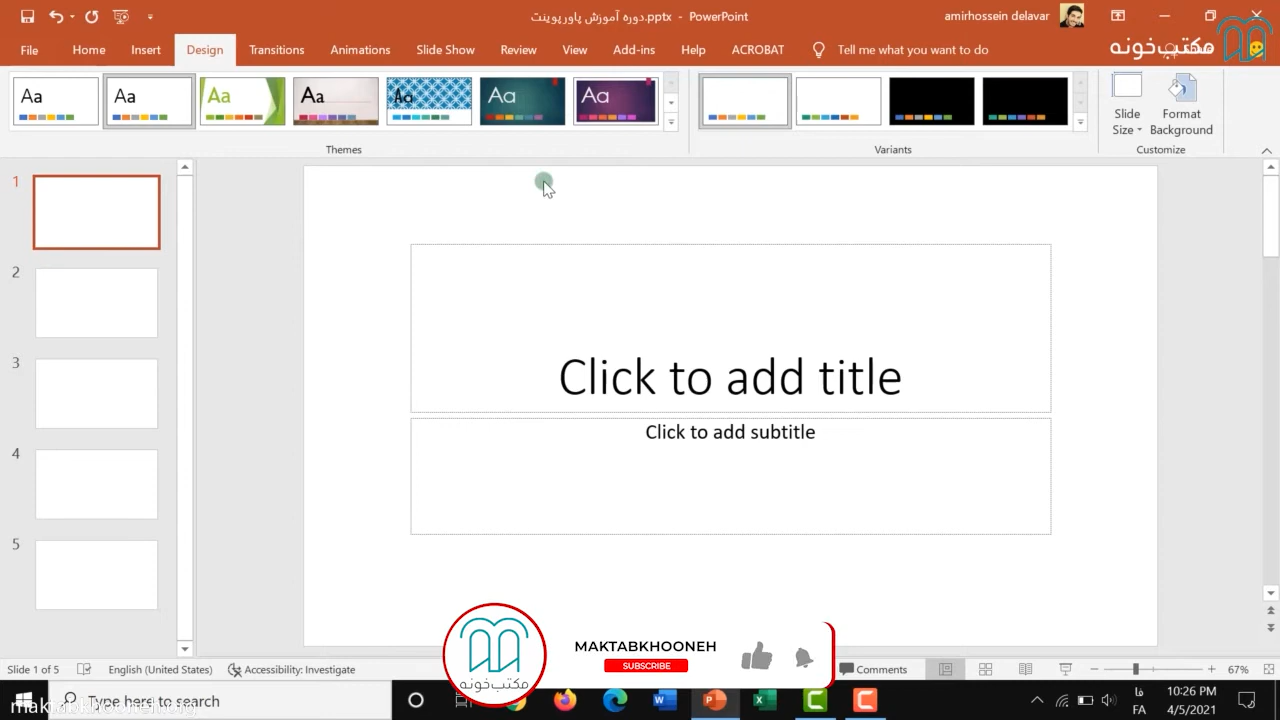 دوره آموزش پاورپوینت.pptx - PowerPoint
amirhossein delavar
File Home Insert Design Transitions Animations Slide Show Review View Add-ins Help ACROBAT Tell me what you want to do
مکتب‌خونه
Aa Aa Aa Aa Aa Aa Aa
Slide Size
Format Background
Themes
Variants
Customize
1
2
3
4
5
Click to add title
Click to add subtitle
MAKTABKHOONEH
SUBSCRIBE
مکتب‌خونه
Slide 1 of 5 English (United States) Accessibility: Investigate Comments 67%
Type here to search
فا
FA
10:26 PM
4/5/2021